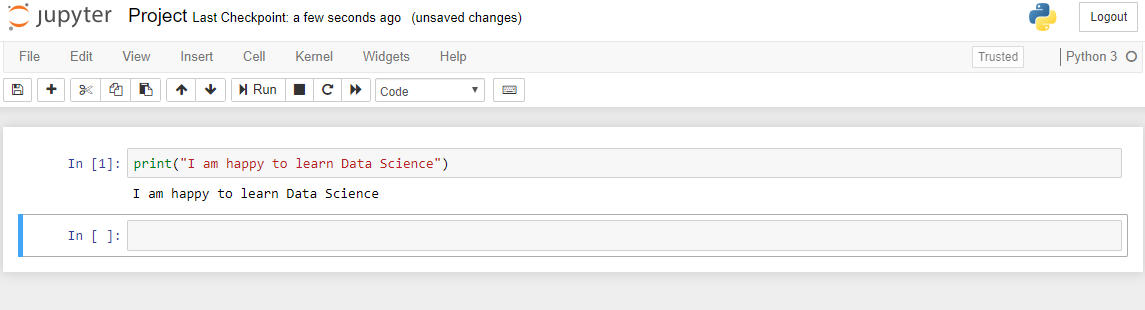 jupyter Project Last Checkpoint: a few seconds ago (unsaved changes) Logout
File Edit View Insert Cell Kernel Widgets Help Trusted Python 3
Run Code
In [1]: print("I am happy to learn Data Science")
I am happy to learn Data Science
In [ ]: